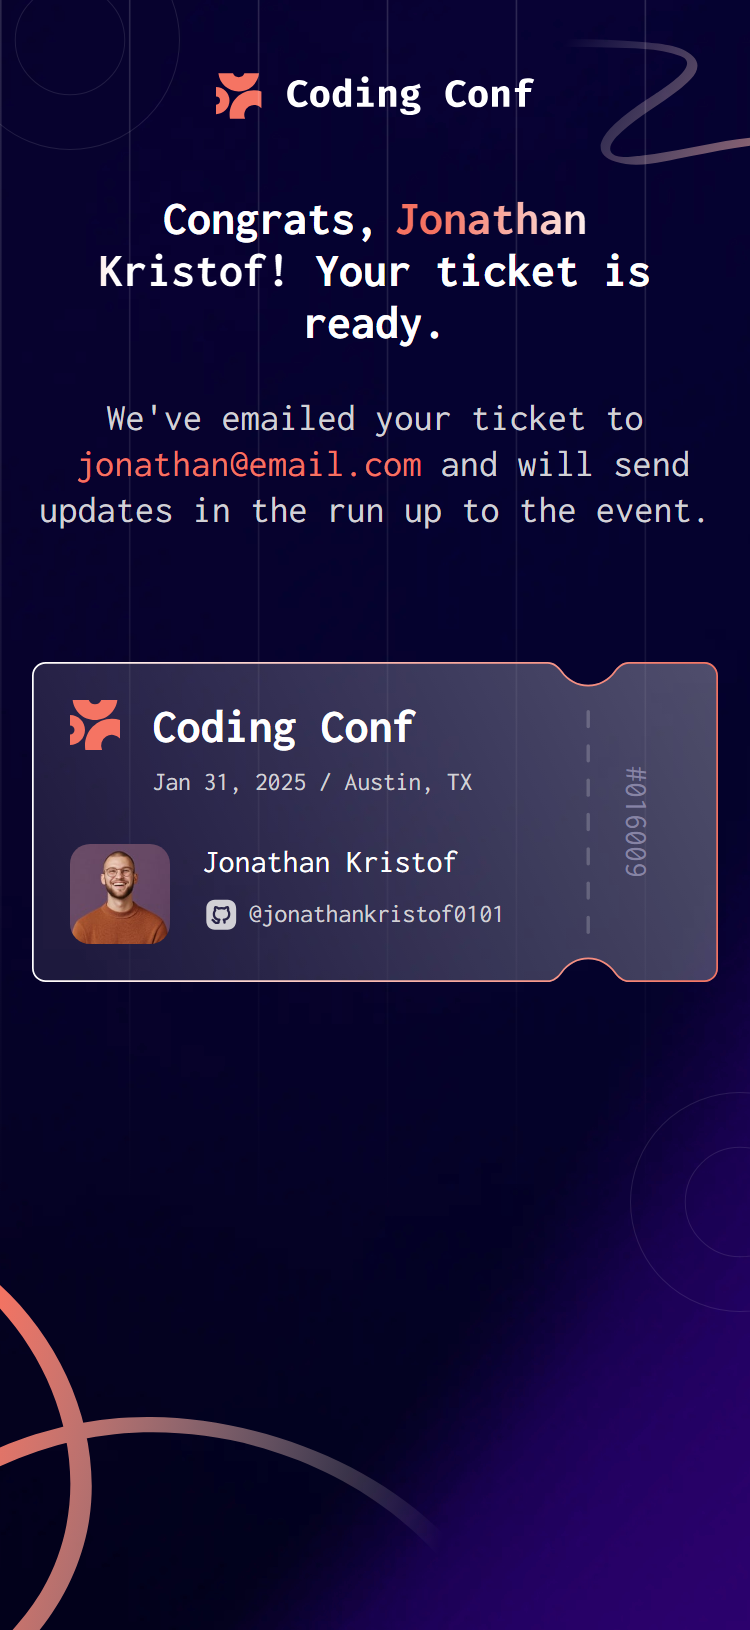 Coding Conf
Congrats, Jonathan
Kristof! Your ticket is
ready.
We've emailed your ticket to
jonathan@email.com and will send
updates in the run up to the event.
Coding Conf
Jan 31, 2025 / Austin, TX
Jonathan Kristof
@jonathankristof0101
#016009